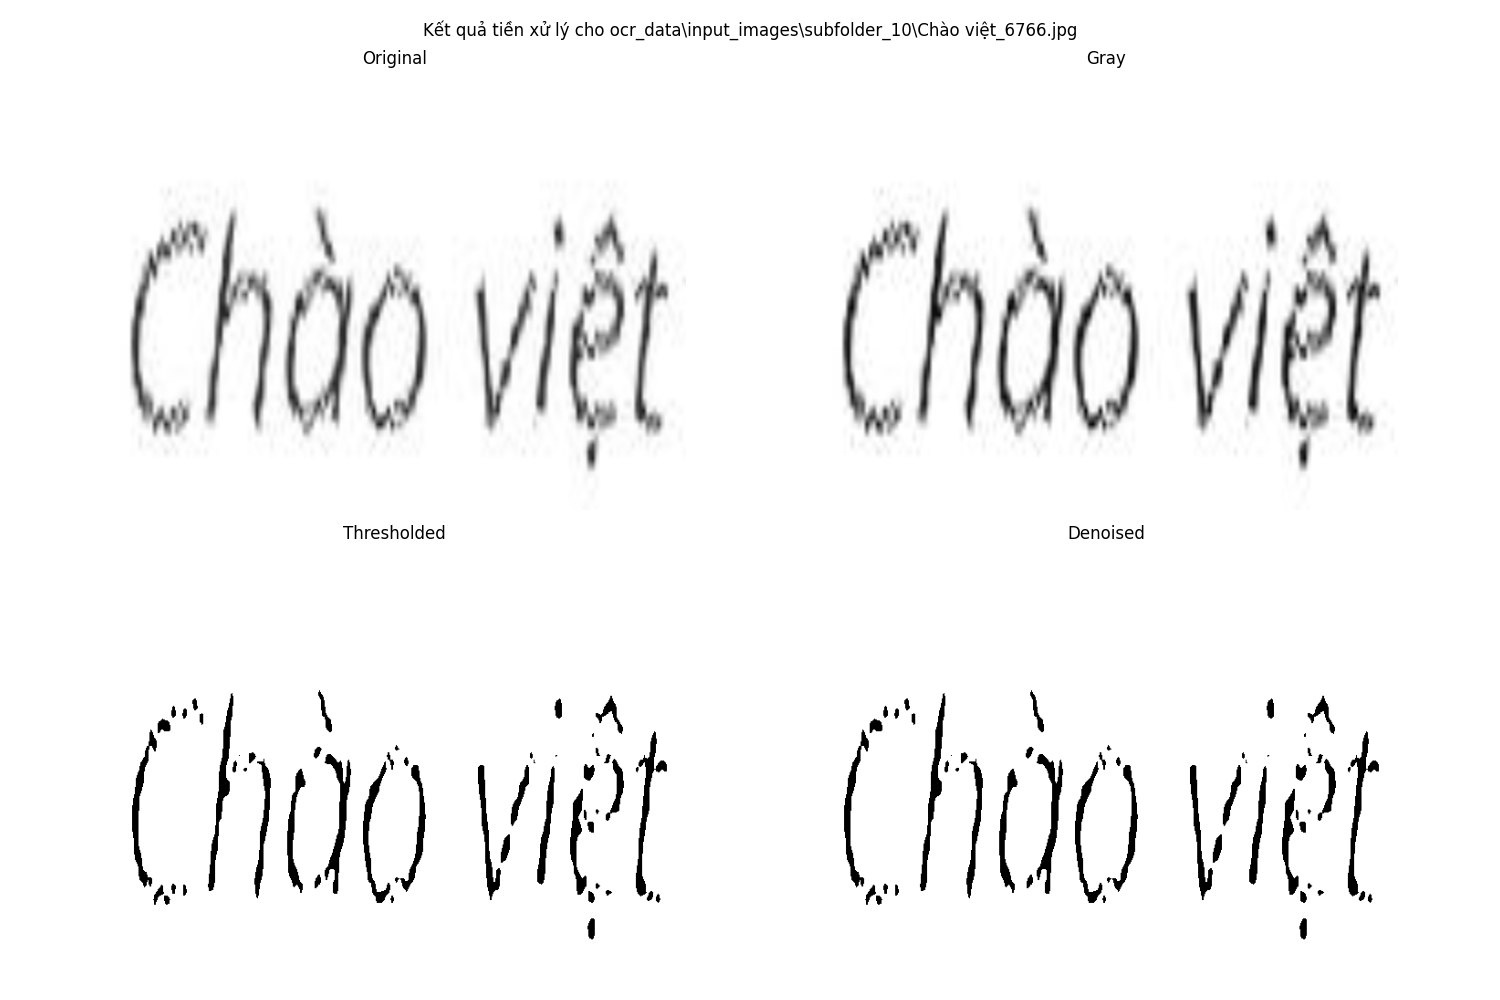 Kết quả tiền xử lý cho ocr_data\input_images\subfolder_10\Chào việt_6766.jpg
Original
Gray
Chào việt
Chào việt
Thresholded
Denoised
Chào việt
Chào việt